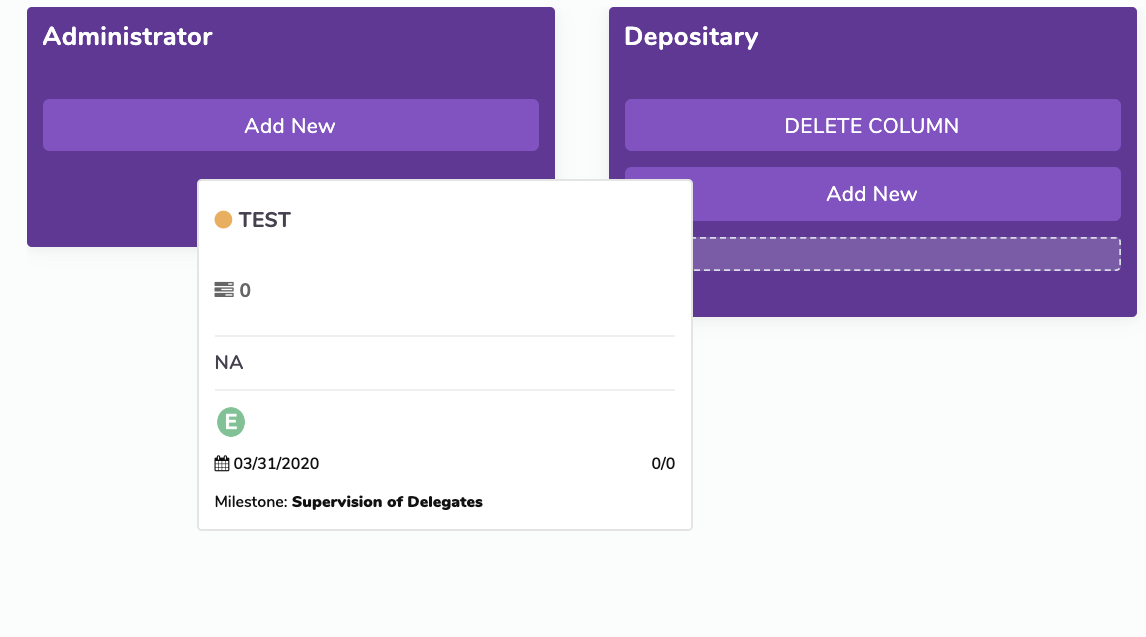 Administrator
Add New
Depositary
DELETE COLUMN
Add New
TEST
0
NA
E
03/31/2020 0/0
Milestone: Supervision of Delegates